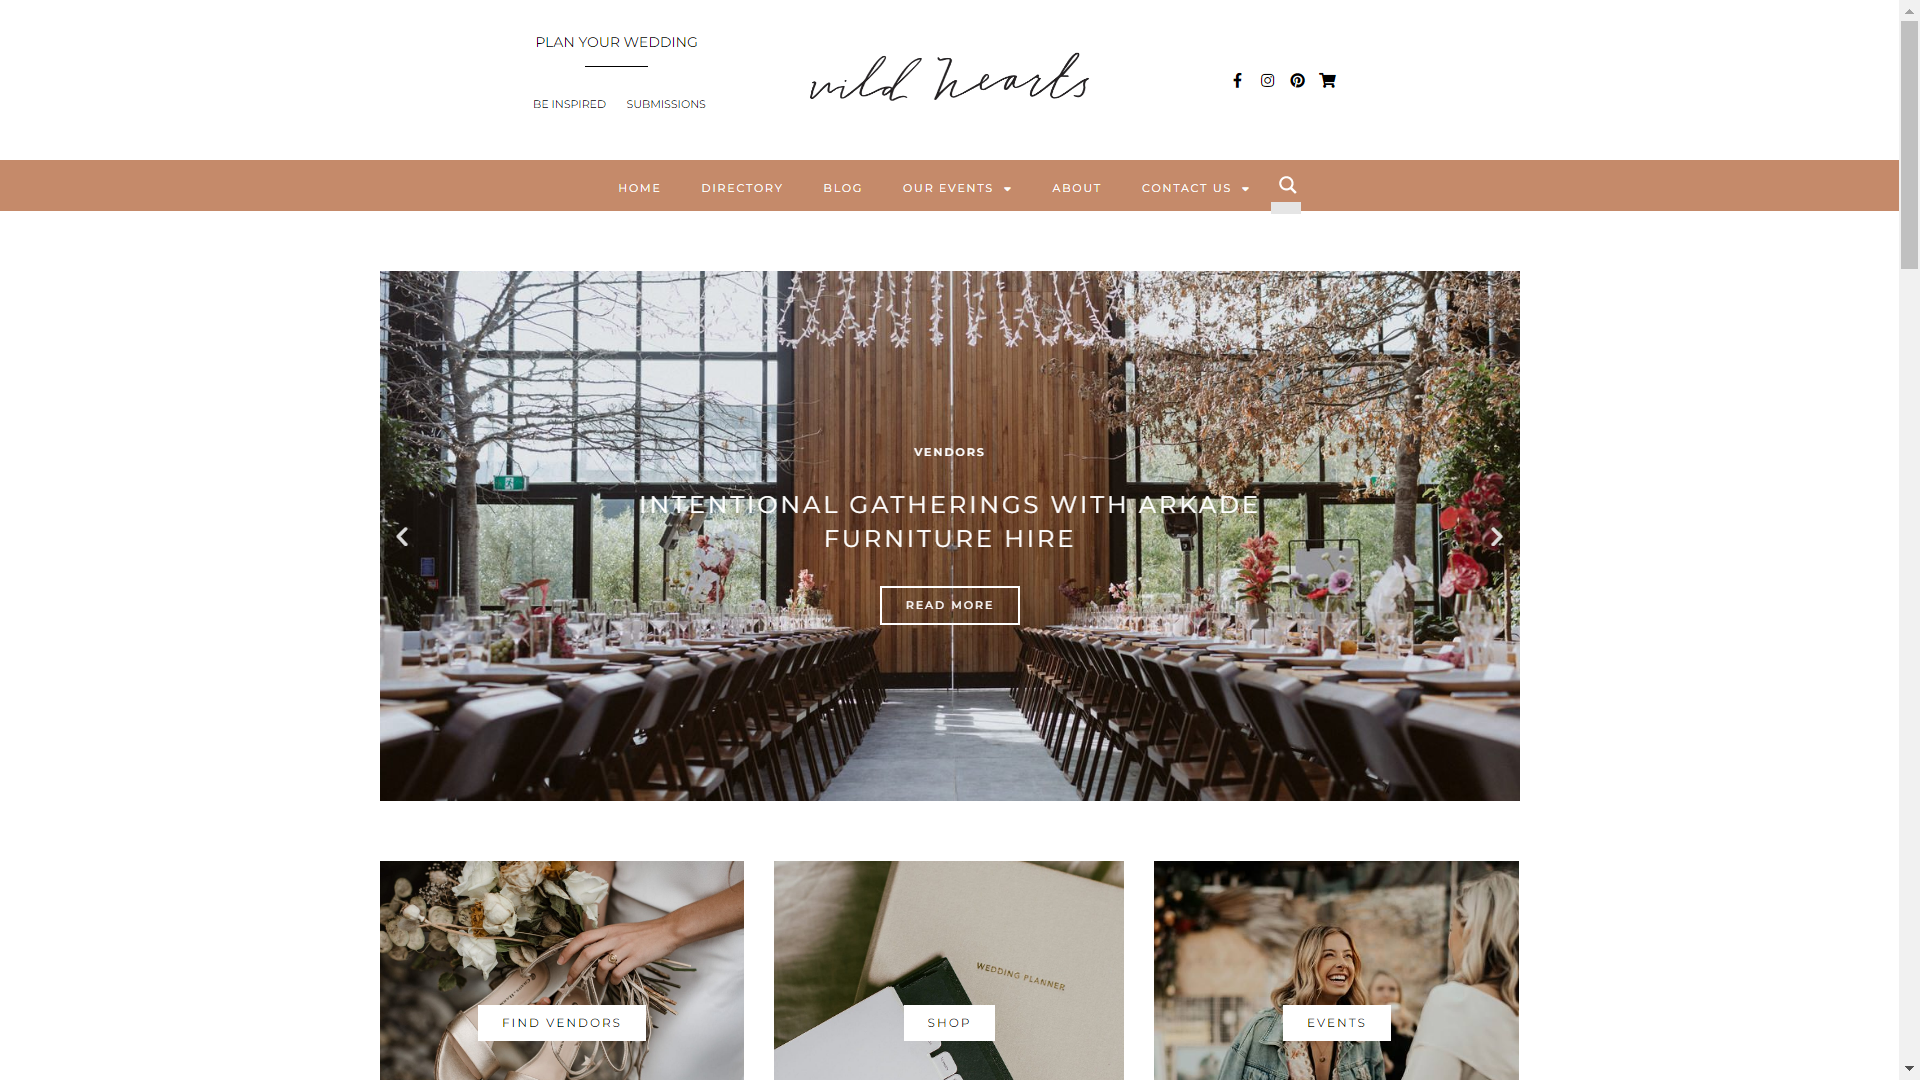 PLAN YOUR WEDDING
BE INSPIRED SUBMISSIONS
wild hearts
HOME DIRECTORY BLOG OUR EVENTS ABOUT CONTACT US
VENDORS
INTENTIONAL GATHERINGS WITH ARKADE
FURNITURE HIRE
READ MORE
WEDDING PLANNER
FIND VENDORS
SHOP
EVENTS